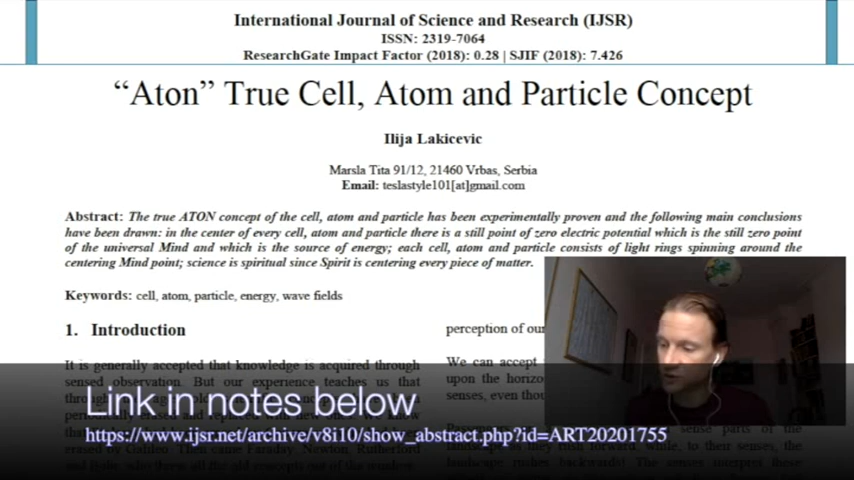 International Journal of Science and Research (IJSR)
ISSN: 2319-7064
ResearchGate Impact Factor (2018): 0.28 | SJIF (2018): 7.426
“Aton” True Cell, Atom and Particle Concept
Ilija Lakicevic
Marsla Tita 91/12, 21460 Vrbas, Serbia
Email: teslastyle101[at]gmail.com
Abstract: The true ATON concept of the cell, atom and particle has been experimentally proven and the following main conclusions
have been drawn: in the center of every cell, atom and particle there is a still point of zero electric potential which is the still zero point
of the universal Mind and which is the source of energy; each cell, atom and particle consists of light rings spinning around the
centering Mind point; science is spiritual since Spirit is centering every piece of matter.
Keywords: cell, atom, particle, energy, wave fields
1. Introduction
It is generally accepted that knowledge is acquired through
sensed observation. But our experience teaches us that
perception of our
We can accept
upon the horizo
senses, even thou
Link in notes below
https://www.ijsr.net/archive/v8i10/show_abstract.php?id=ART20201755